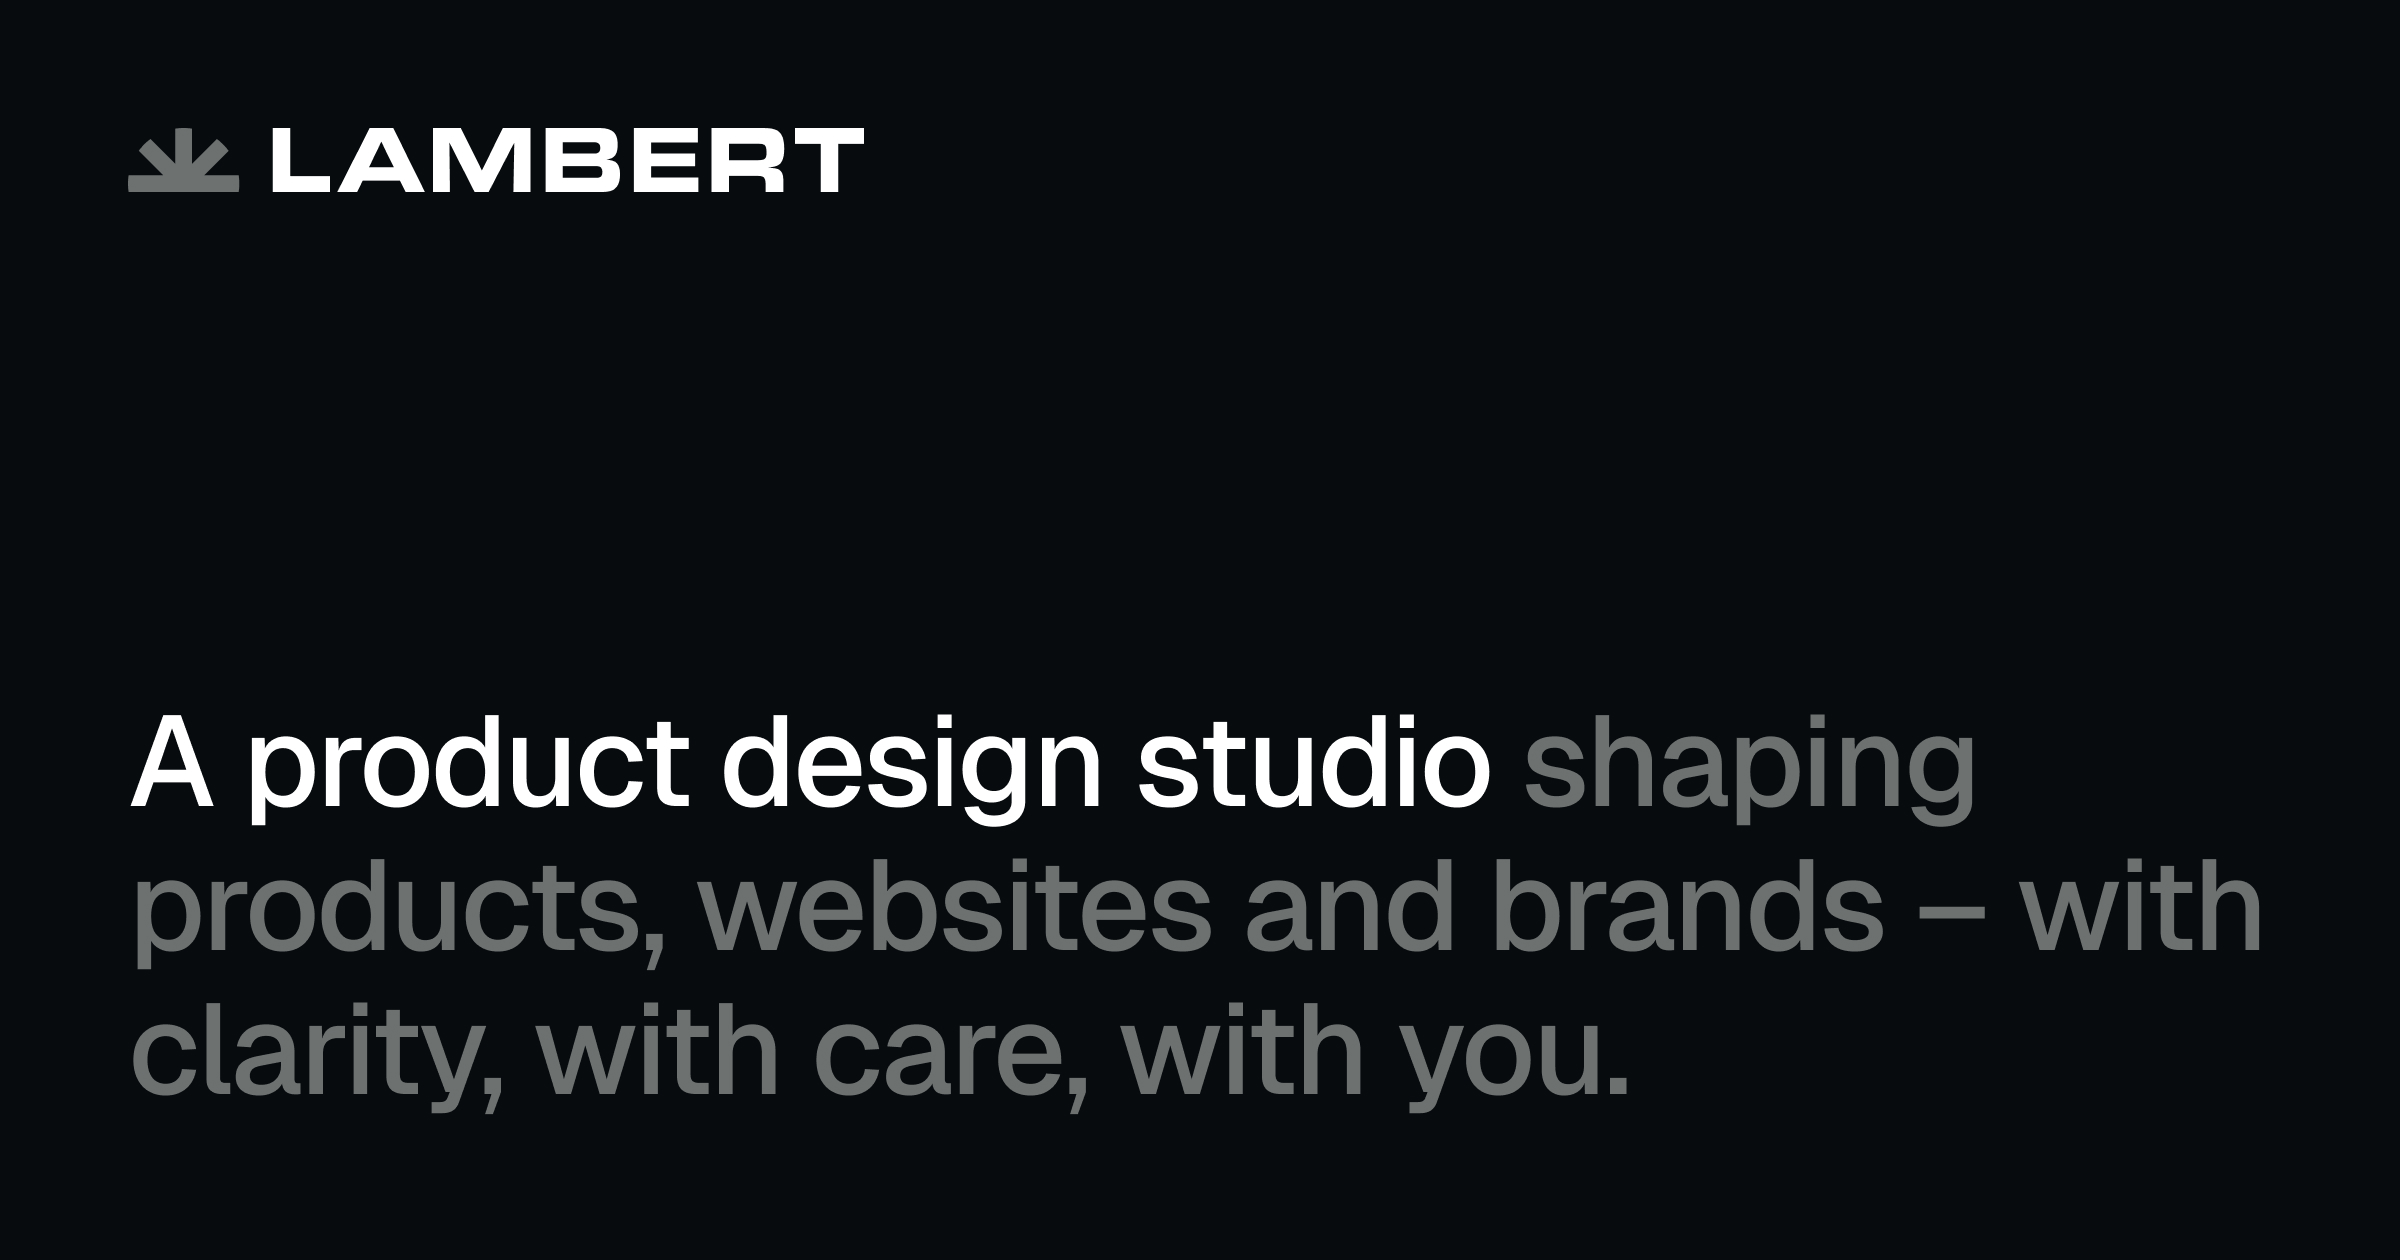 LAMBERT
A product design studio shaping
products, websites and brands – with
clarity, with care, with you.